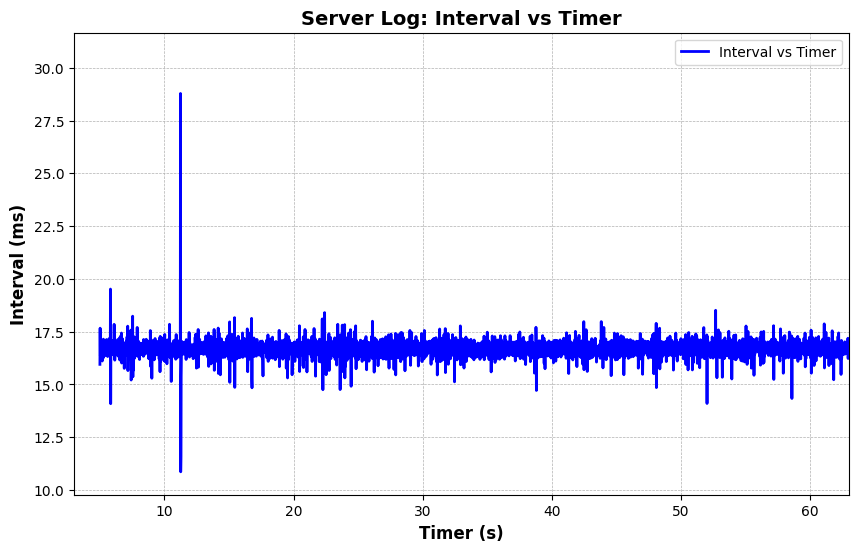 Server Log: Interval vs Timer
Interval vs Timer
30.0
27.5
25.0
22.5
20.0
17.5
15.0
12.5
10.0
Interval (ms)
10 20 30 40 50 60
Timer (s)